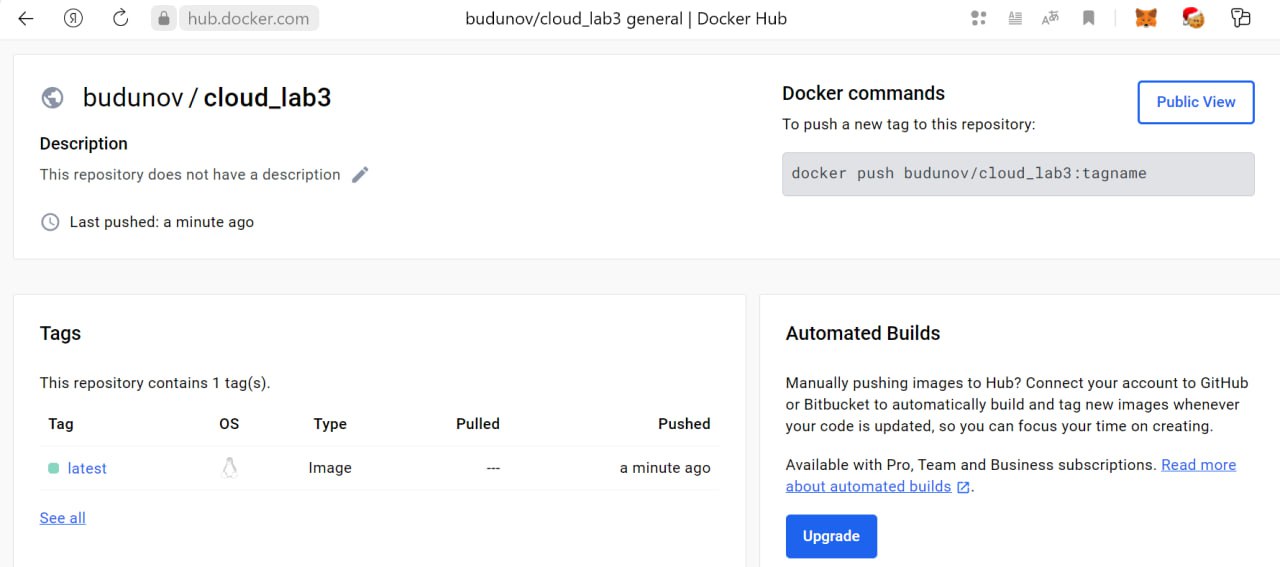 hub.docker.com
budunov/cloud_lab3 general | Docker Hub
budunov / cloud_lab3
Description
This repository does not have a description
Last pushed: a minute ago
Docker commands
To push a new tag to this repository:
Public View
docker push budunov/cloud_lab3:tagname
Tags
This repository contains 1 tag(s).
Tag OS Type Pulled Pushed
latest Image --- a minute ago
See all
Automated Builds
Manually pushing images to Hub? Connect your account to GitHub
or Bitbucket to automatically build and tag new images whenever
your code is updated, so you can focus your time on creating.
Available with Pro, Team and Business subscriptions. Read more
about automated builds.
Upgrade